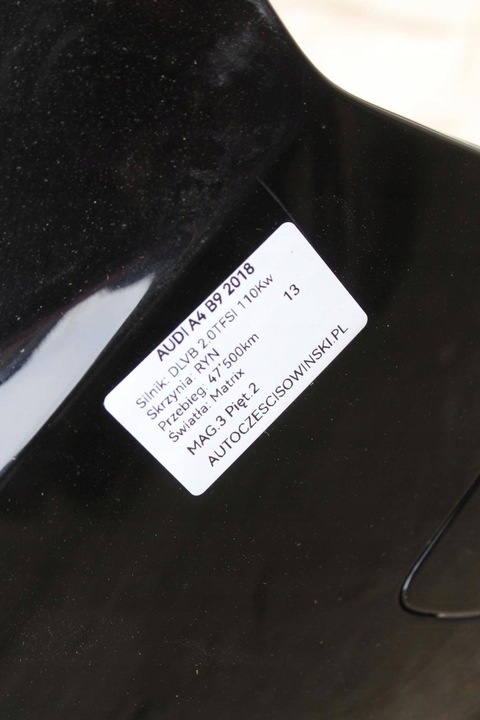 AUDI A4 B9 2018
Silnik: DLVB 2.0TFSI 110Kw
Skrzynia: RYN
13
Przebieg: 47'500km
Światła: Matrix
MAG.3 Pięt.2
AUTOCZESCISOWINSKI.PL